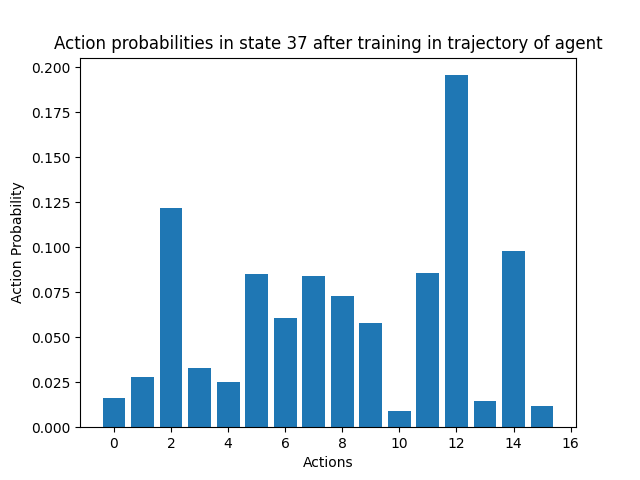 Action probabilities in state 37 after training in trajectory of agent
0.200
0.175
0.150
0.125
0.100
0.075
0.050
0.025
0.000
Action Probability
0 2 4 6 8 10 12 14 16
Actions